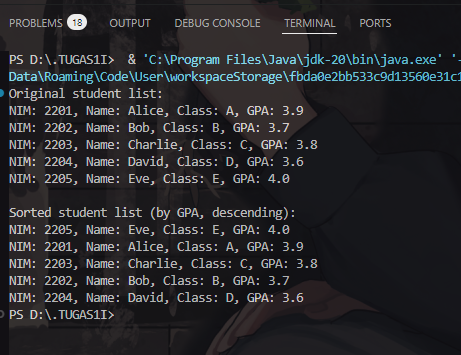 PROBLEMS 18 OUTPUT DEBUG CONSOLE TERMINAL PORTS
PS D:\.TUGAS1I>  & 'C:\Program Files\Java\jdk-20\bin\java.exe' '-
Data\Roaming\Code\User\workspaceStorage\fbda0e2bb533c9d13560e31c1
Original student list:
NIM: 2201, Name: Alice, Class: A, GPA: 3.9
NIM: 2202, Name: Bob, Class: B, GPA: 3.7
NIM: 2203, Name: Charlie, Class: C, GPA: 3.8
NIM: 2204, Name: David, Class: D, GPA: 3.6
NIM: 2205, Name: Eve, Class: E, GPA: 4.0
Sorted student list (by GPA, descending):
NIM: 2205, Name: Eve, Class: E, GPA: 4.0
NIM: 2201, Name: Alice, Class: A, GPA: 3.9
NIM: 2203, Name: Charlie, Class: C, GPA: 3.8
NIM: 2202, Name: Bob, Class: B, GPA: 3.7
NIM: 2204, Name: David, Class: D, GPA: 3.6
PS D:\.TUGAS1I>